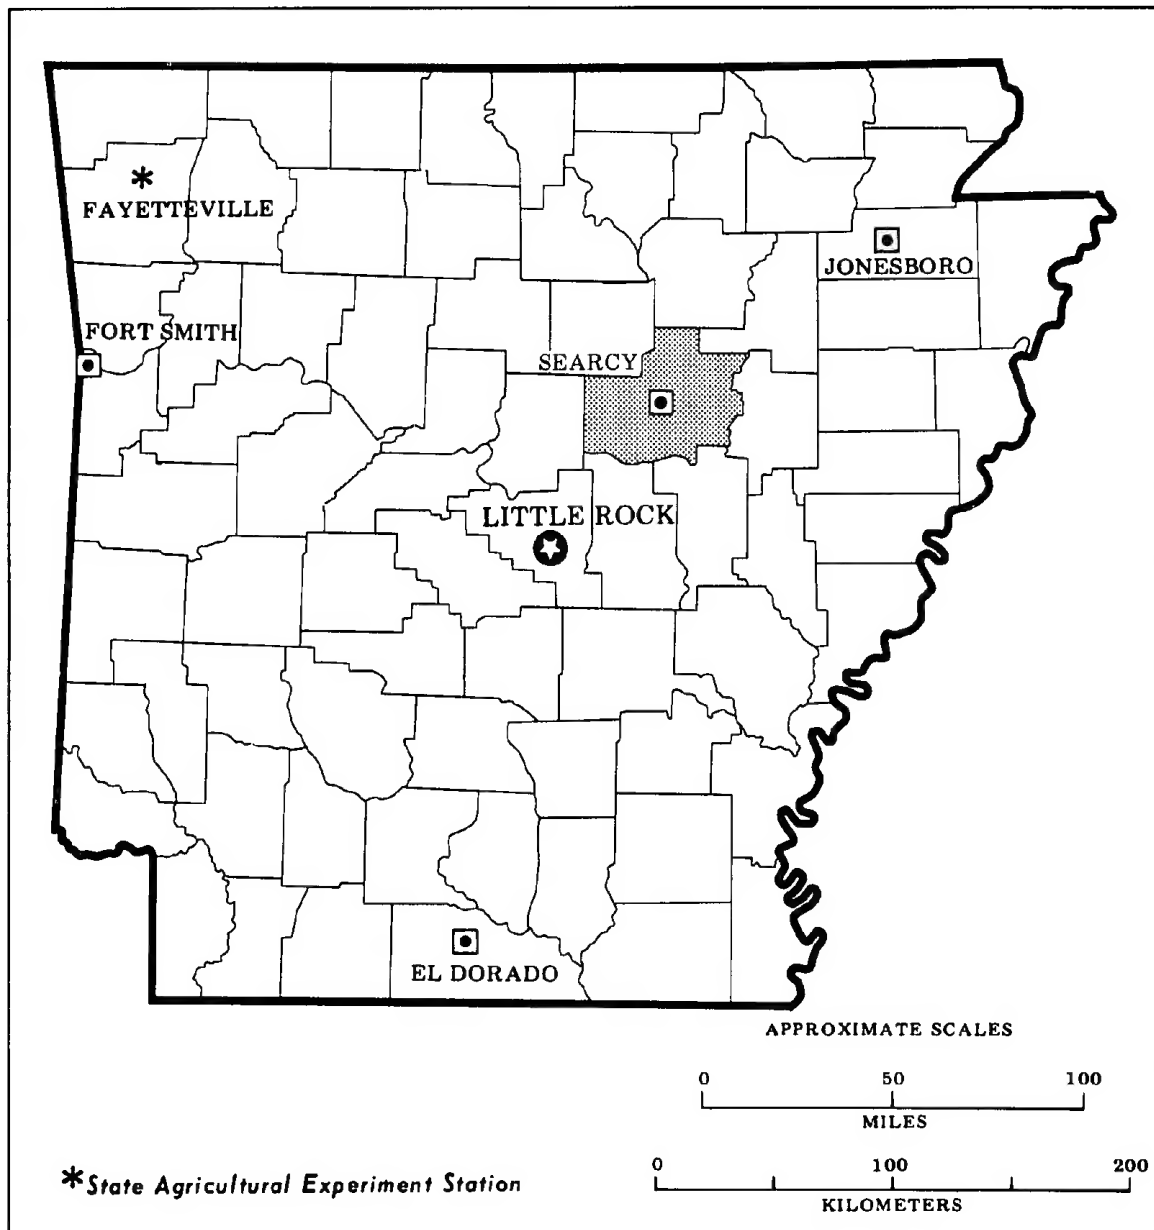 FAYETTEVILLE
JONESBORO
FORT SMITH
SEARCY
LITTLE ROCK
EL DORADO
APPROXIMATE SCALES
0 50 100
MILES
*State Agricultural Experiment Station
0 100 200
KILOMETERS